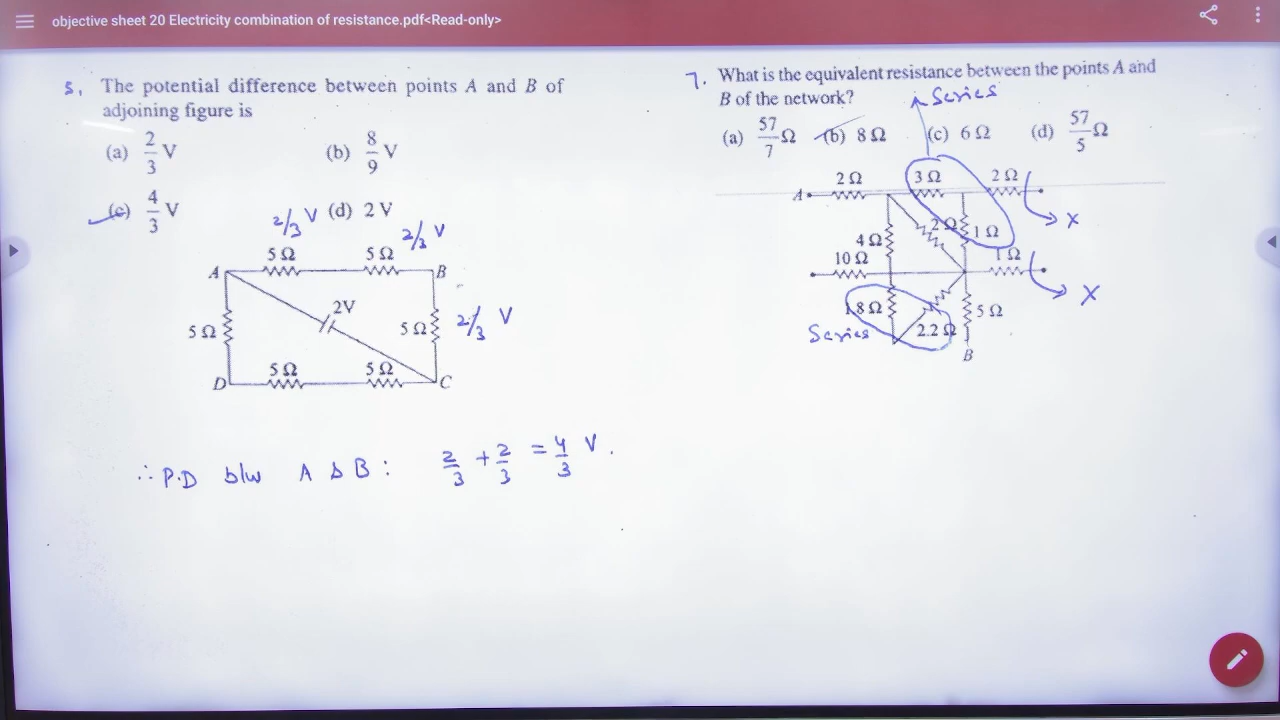 objective sheet 20 Electricity combination of resistance.pdf<Read-only>
5. The potential difference between points A and B of
adjoining figure is
(a) 2/3 V (b) 8/9 V
(c) 4/3 V (d) 2 V
2/3 V 2/3 V
5 Ω 5 Ω
A B
2V
5 Ω 5 Ω 2/3 V
5 Ω 5 Ω
D C
∴ P.D b/w A & B : 2/3 + 2/3 = 4/3 V.
7. What is the equivalent resistance between the points A and
B of the network?
Series
(a) 57/7 Ω (b) 8 Ω (c) 6 Ω (d) 57/5 Ω
2 Ω 3 Ω 2 Ω
A
x
4 Ω 2 Ω 1 Ω
10 Ω 1 Ω
x
1.8 Ω 5 Ω
Series 2.2 Ω
B